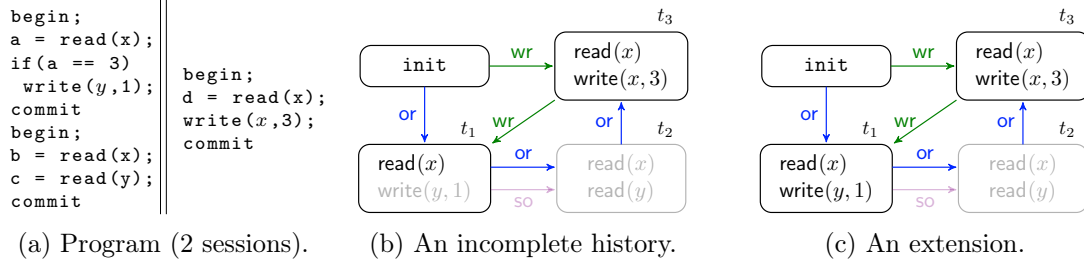 begin;
a = read(x);
if(a == 3)
write(y,1);
commit
begin;
b = read(x);
c = read(y);
commit
begin;
d = read(x);
write(x,3);
commit
(a) Program (2 sessions).
init
wr
t3
read(x)
write(x,3)
or
wr
or
t1
read(x)
write(y,1)
or
so
t2
read(x)
read(y)
(b) An incomplete history.
init
wr
t3
read(x)
write(x,3)
or
wr
or
t1
read(x)
write(y,1)
or
so
t2
read(x)
read(y)
(c) An extension.